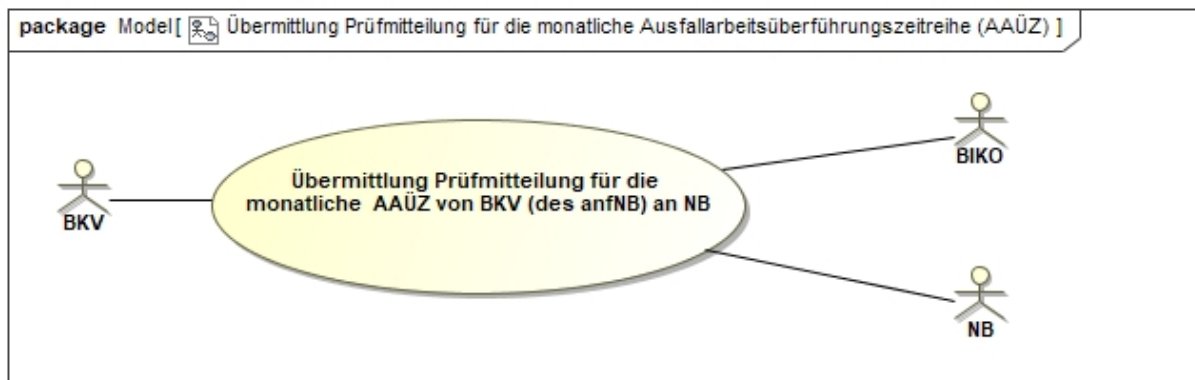 package Model[ Übermittlung Prüfmitteilung für die monatliche Ausfallarbeitsüberführungszeitreihe (AAÜZ) ]
BIKO
Übermittlung Prüfmitteilung für die
monatliche AAÜZ von BKV (des anfNB) an NB
BKV
NB